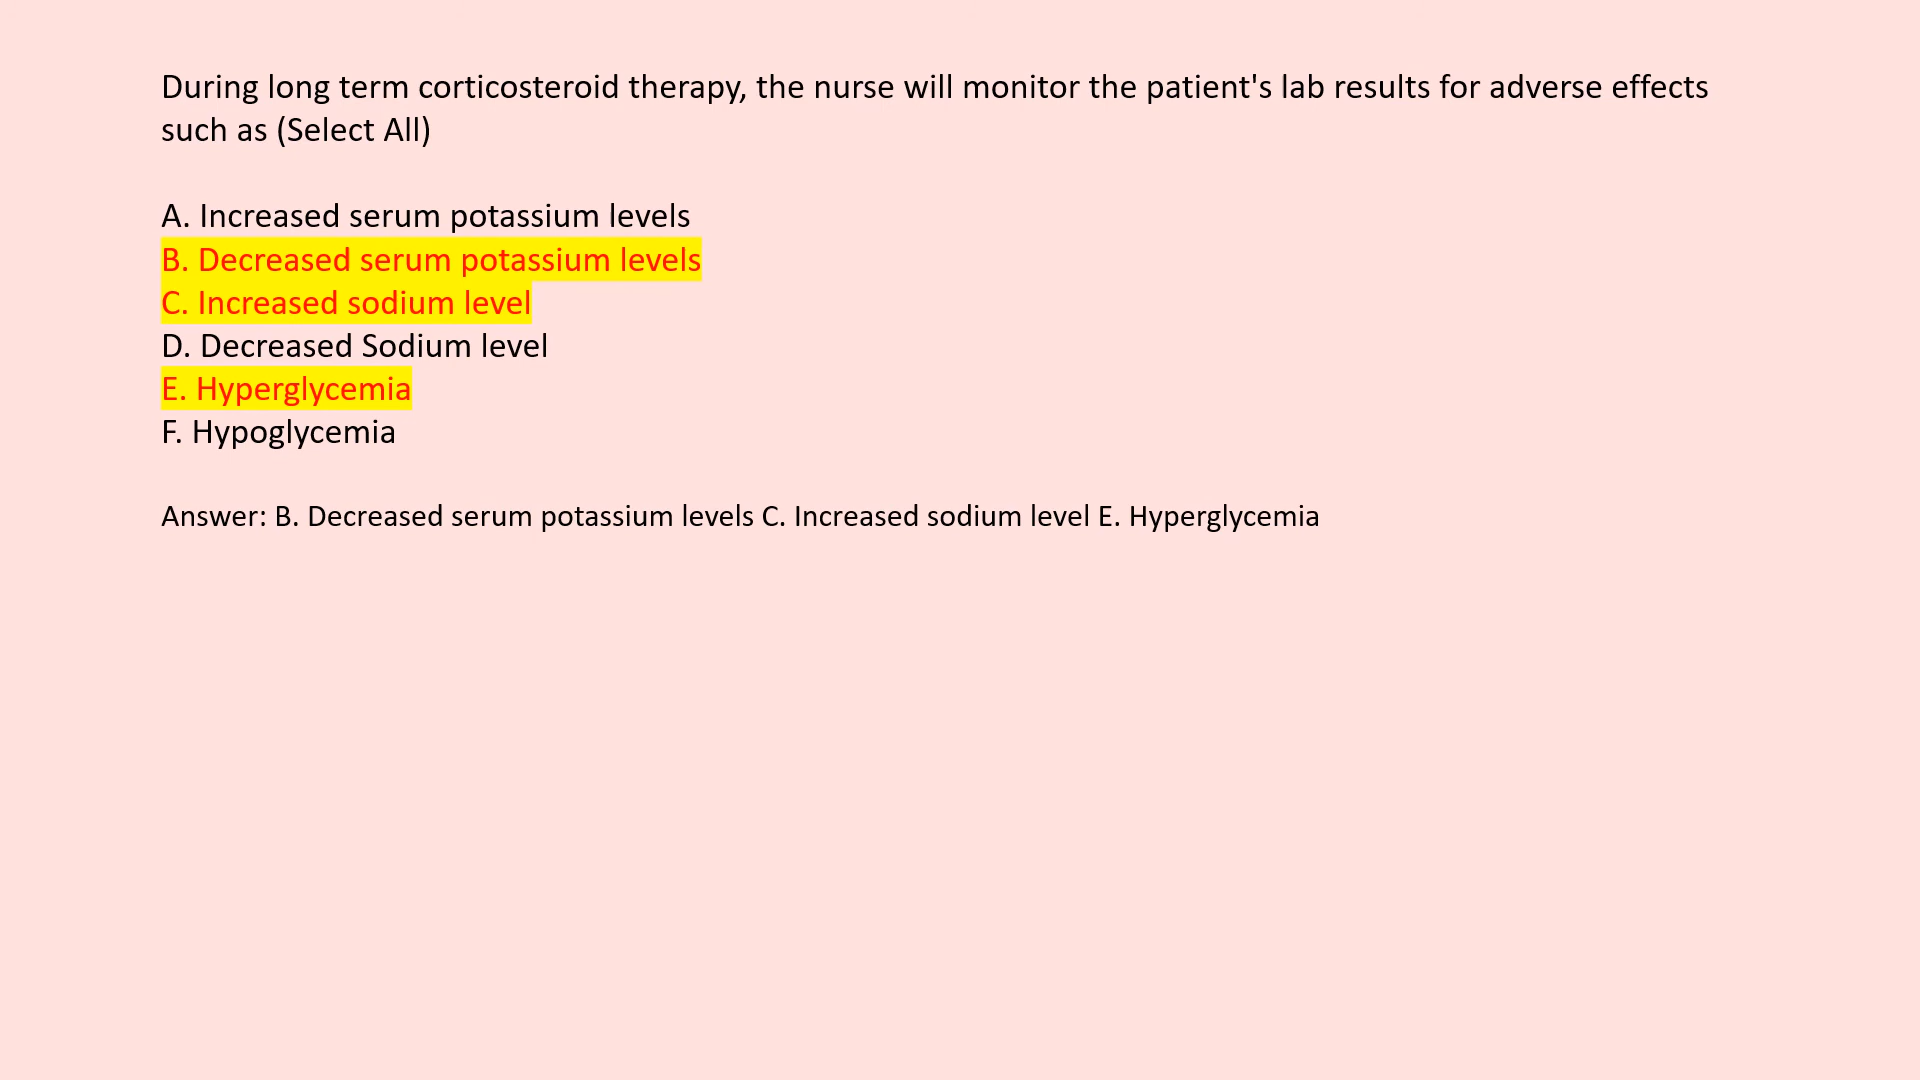 During long term corticosteroid therapy, the nurse will monitor the patient's lab results for adverse effects
such as (Select All)
A. Increased serum potassium levels
B. Decreased serum potassium levels
C. Increased sodium level
D. Decreased Sodium level
E. Hyperglycemia
F. Hypoglycemia
Answer: B. Decreased serum potassium levels C. Increased sodium level E. Hyperglycemia